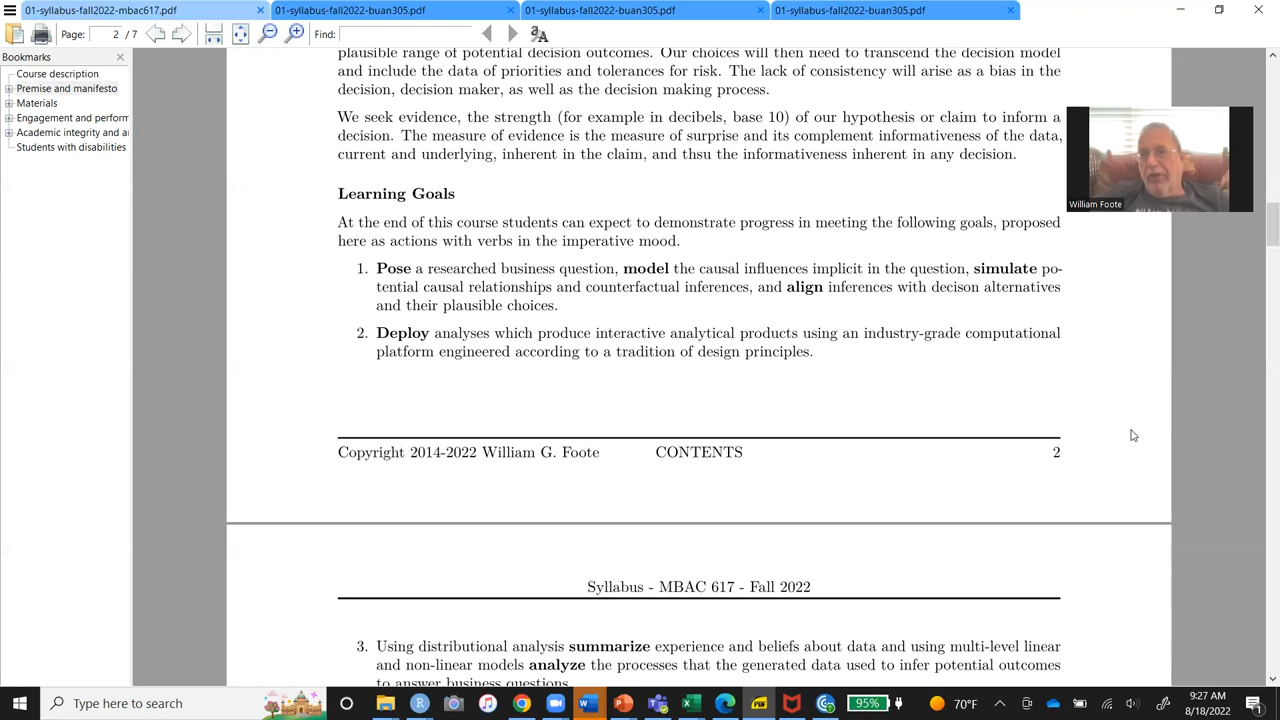 01-syllabus-fall2022-mbac617.pdf
01-syllabus-fall2022-buan305.pdf
01-syllabus-fall2022-buan305.pdf
01-syllabus-fall2022-buan305.pdf
Page: 2 / 7
Find:
Bookmarks
Course description
Premise and manifesto
Materials
Engagement and perform
Academic integrity and ar
Students with disabilities
plausible range of potential decision outcomes. Our choices will then need to transcend the decision model
and include the data of priorities and tolerances for risk. The lack of consistency will arise as a bias in the
decision, decision maker, as well as the decision making process.
We seek evidence, the strength (for example in decibels, base 10) of our hypothesis or claim to inform a
decision. The measure of evidence is the measure of surprise and its complement informativeness of the data,
current and underlying, inherent in the claim, and thsu the informativeness inherent in any decision.
William Foote
Learning Goals
At the end of this course students can expect to demonstrate progress in meeting the following goals, proposed
here as actions with verbs in the imperative mood.
1. Pose a researched business question, model the causal influences implicit in the question, simulate po-
tential causal relationships and counterfactual inferences, and align inferences with decison alternatives
and their plausible choices.
2. Deploy analyses which produce interactive analytical products using an industry-grade computational
platform engineered according to a tradition of design principles.
Copyright 2014-2022 William G. Foote CONTENTS 2
Syllabus - MBAC 617 - Fall 2022
3. Using distributional analysis summarize experience and beliefs about data and using multi-level linear
and non-linear models analyze the processes that the generated data used to infer potential outcomes
to answer business questions.
Type here to search
95%
70°F
9:27 AM
8/18/2022